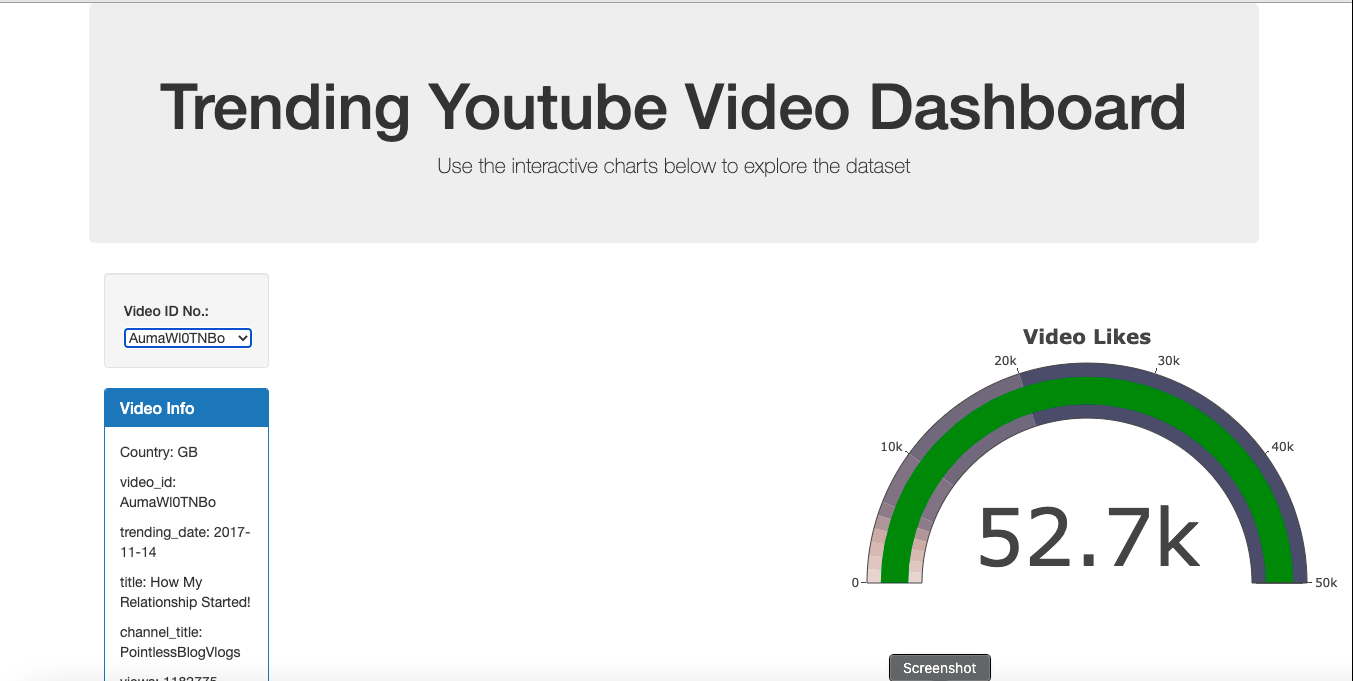 Trending Youtube Video Dashboard
Use the interactive charts below to explore the dataset
Video ID No.:
AumaWl0TNBo
Video Info
Country: GB
video_id:
AumaWl0TNBo
trending_date: 2017-
11-14
title: How My
Relationship Started!
channel_title:
PointlessBlogVlogs
views: 1182775
Video Likes
20k
30k
10k
40k
52.7k
0
50k
Screenshot